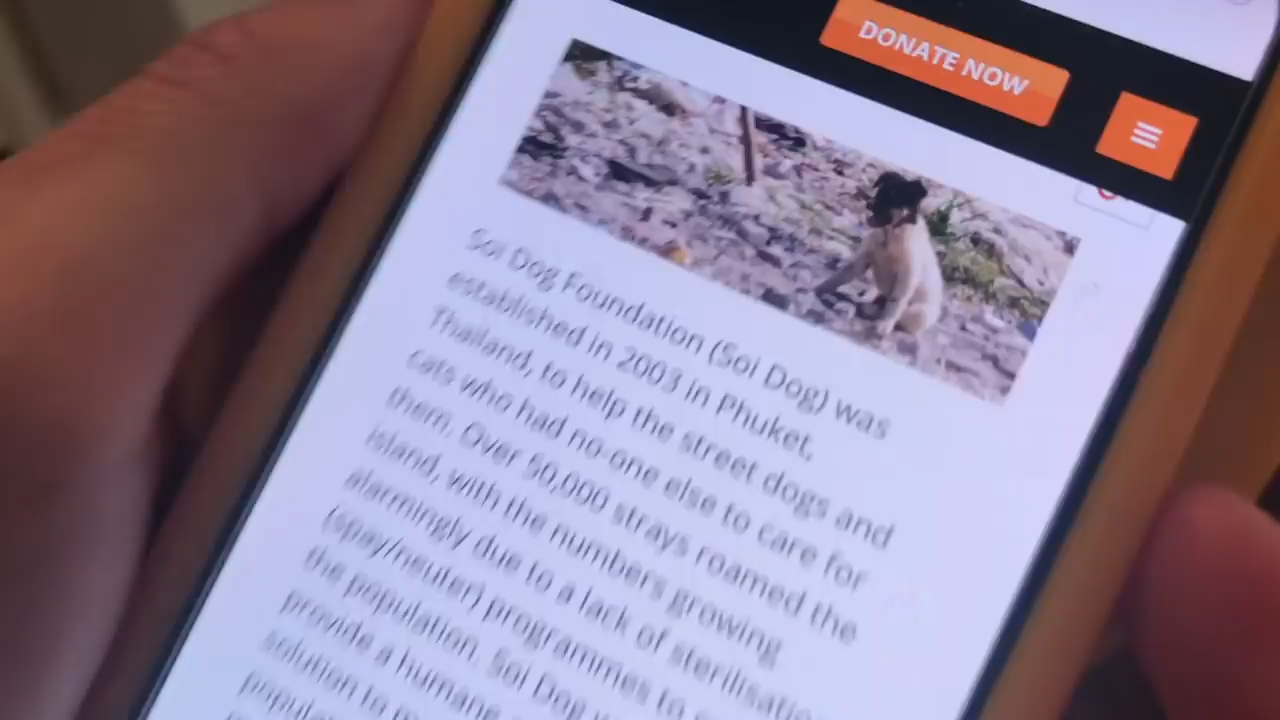 DONATE NOW
Soi Dog Foundation (Soi Dog) was
established in 2003 in Phuket,
Thailand, to help the street dogs and
cats who had no-one else to care for
them. Over 50,000 strays roamed the
island, with the numbers growing
alarmingly due to a lack of sterilisation
(spay/neuter) programmes to
the population. Soi Dog
provide a humane
solution to